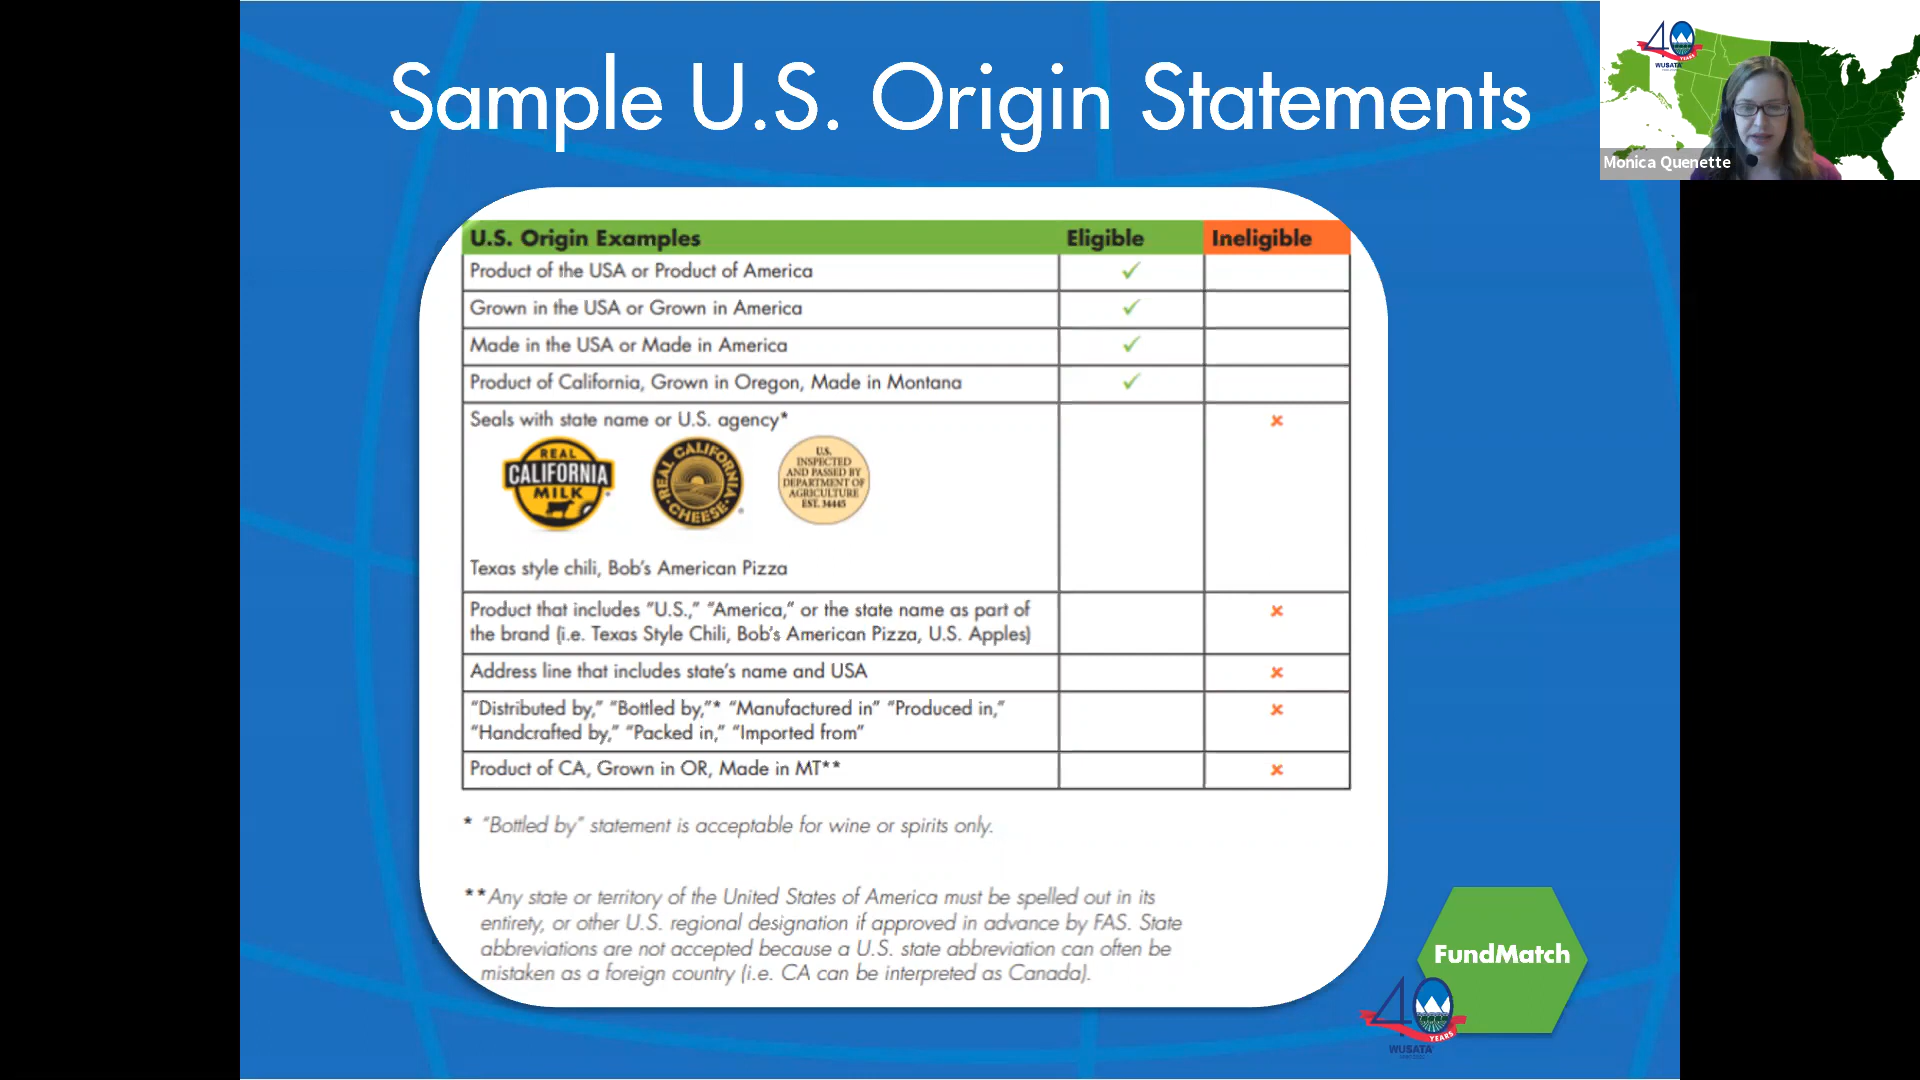 Sample U.S. Origin Statements
40
YEARS
WUSATA
Monica Quenette
U.S. Origin Examples Eligible Ineligible
Product of the USA or Product of America ✓
Grown in the USA or Grown in America ✓
Made in the USA or Made in America ✓
Product of California, Grown in Oregon, Made in Montana ✓
Seals with state name or U.S. agency* ×
REAL
CALIFORNIA
MILK
REAL CALIFORNIA
CHEESE
U.S.
INSPECTED
AND PASSED BY
DEPARTMENT OF
AGRICULTURE
EST. 34445
Texas style chili, Bob's American Pizza
Product that includes "U.S.," "America," or the state name as part of ×
the brand (i.e. Texas Style Chili, Bob's American Pizza, U.S. Apples)
Address line that includes state's name and USA ×
"Distributed by," "Bottled by,"* "Manufactured in" "Produced in," ×
"Handcrafted by," "Packed in," "Imported from"
Product of CA, Grown in OR, Made in MT** ×
* "Bottled by" statement is acceptable for wine or spirits only.
**Any state or territory of the United States of America must be spelled out in its
entirety, or other U.S. regional designation if approved in advance by FAS. State
abbreviations are not accepted because a U.S. state abbreviation can often be
mistaken as a foreign country (i.e. CA can be interpreted as Canada).
FundMatch
40
YEARS
WUSATA